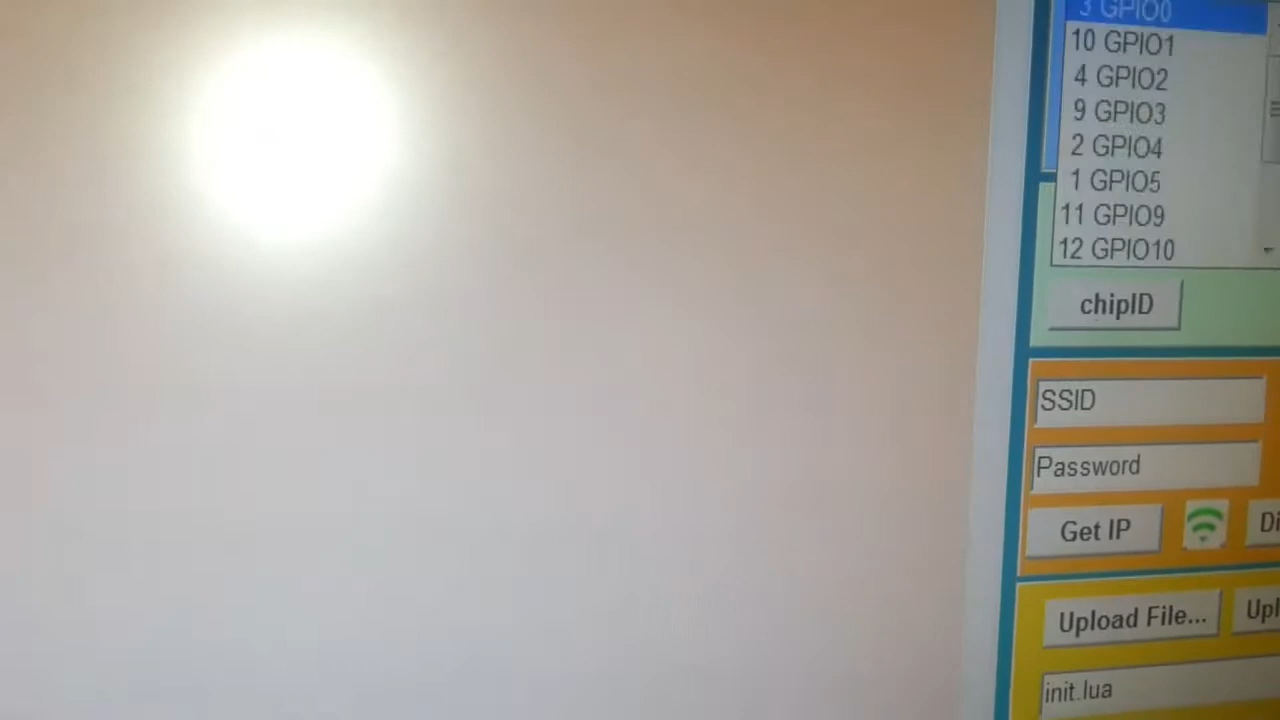 3 GPIO0
10 GPIO1
4 GPIO2
9 GPIO3
2 GPIO4
1 GPIO5
11 GPIO9
12 GPIO10
chipID
SSID
Password
Get IP
Upload File...
init.lua